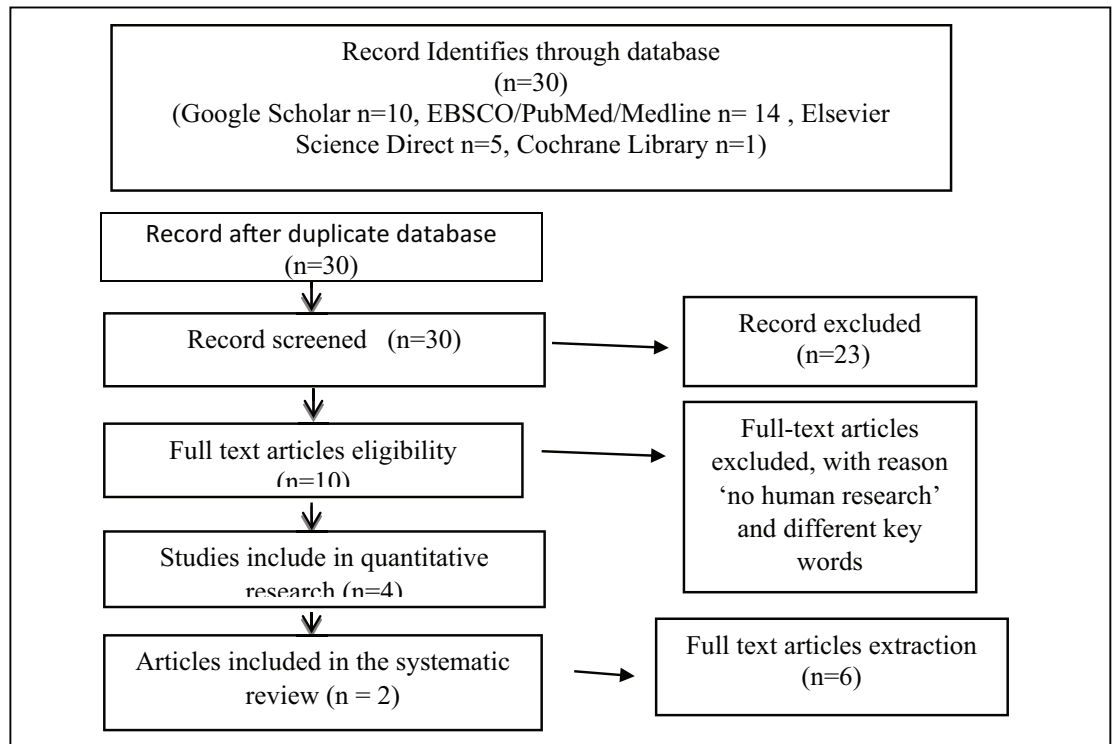 Record Identifies through database
(n=30)
(Google Scholar n=10, EBSCO/PubMed/Medline n= 14 , Elsevier
Science Direct n=5, Cochrane Library n=1)
Record after duplicate database
(n=30)
Record screened (n=30)
Record excluded
(n=23)
Full text articles eligibility
(n=10)
Full-text articles
excluded, with reason
‘no human research’
and different key
words
Studies include in quantitative
research (n=4)
Articles included in the systematic
review (n = 2)
Full text articles extraction
(n=6)